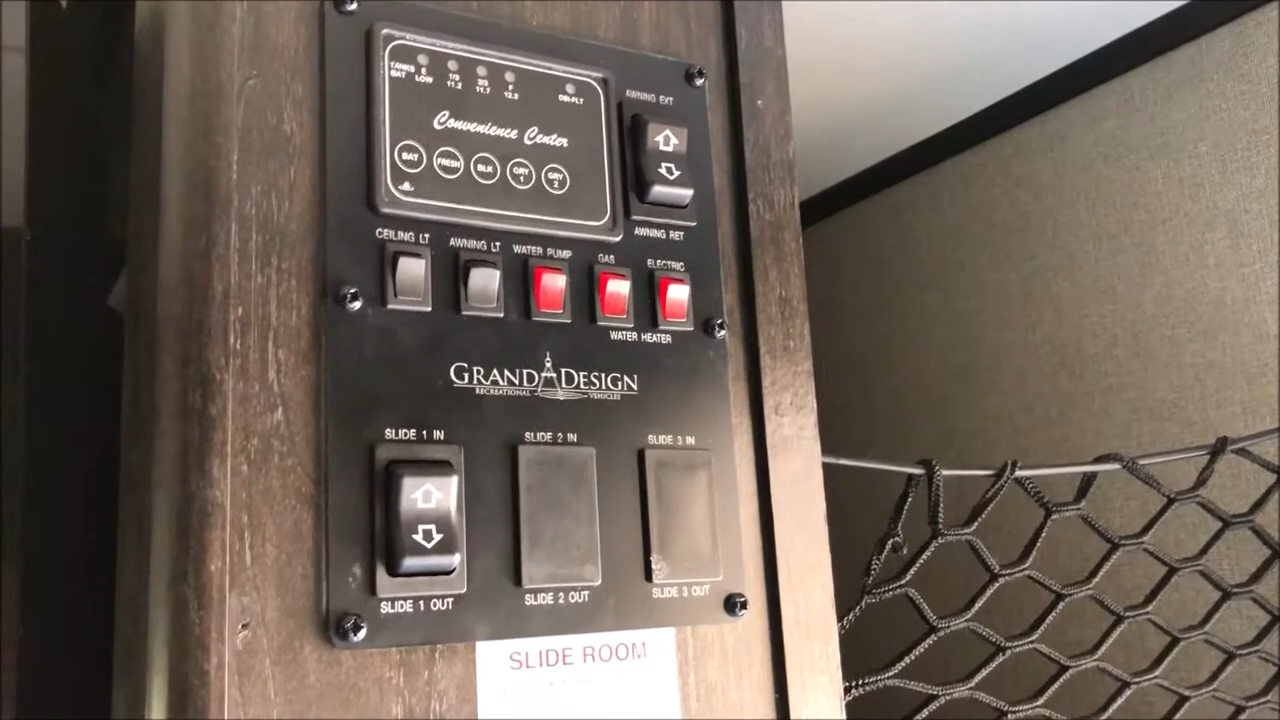 TANKS E 1/3 2/3 F
BAT LOW 11.2 11.7 12.3
DSI-FLT
AWNING EXT
Convenience Center
BAT FRESH BLK GRY 1 GRY 2
AWNING RET
CEILING LT AWNING LT WATER PUMP GAS ELECTRIC
WATER HEATER
GRAND DESIGN
RECREATIONAL VEHICLES
SLIDE 1 IN SLIDE 2 IN SLIDE 3 IN
SLIDE 1 OUT SLIDE 2 OUT SLIDE 3 OUT
SLIDE ROOM